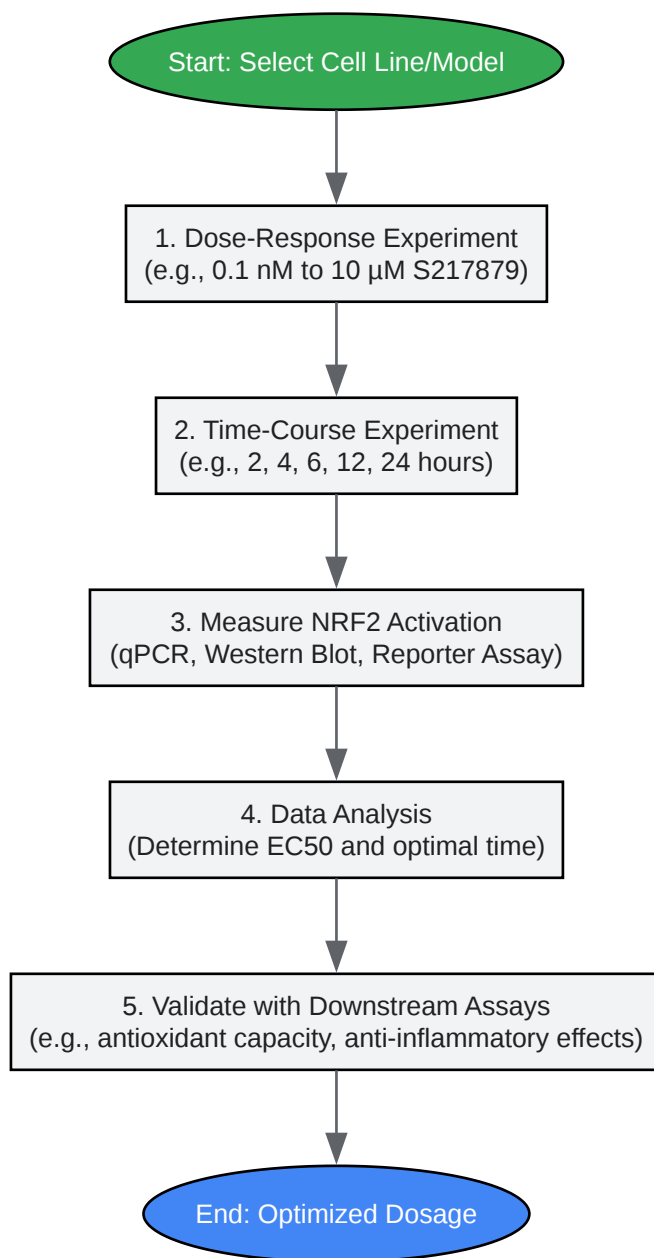 Start: Select Cell Line/Model
1. Dose-Response Experiment
(e.g., 0.1 nM to 10 µM S217879)
2. Time-Course Experiment
(e.g., 2, 4, 6, 12, 24 hours)
3. Measure NRF2 Activation
(qPCR, Western Blot, Reporter Assay)
4. Data Analysis
(Determine EC50 and optimal time)
5. Validate with Downstream Assays
(e.g., antioxidant capacity, anti-inflammatory effects)
End: Optimized Dosage